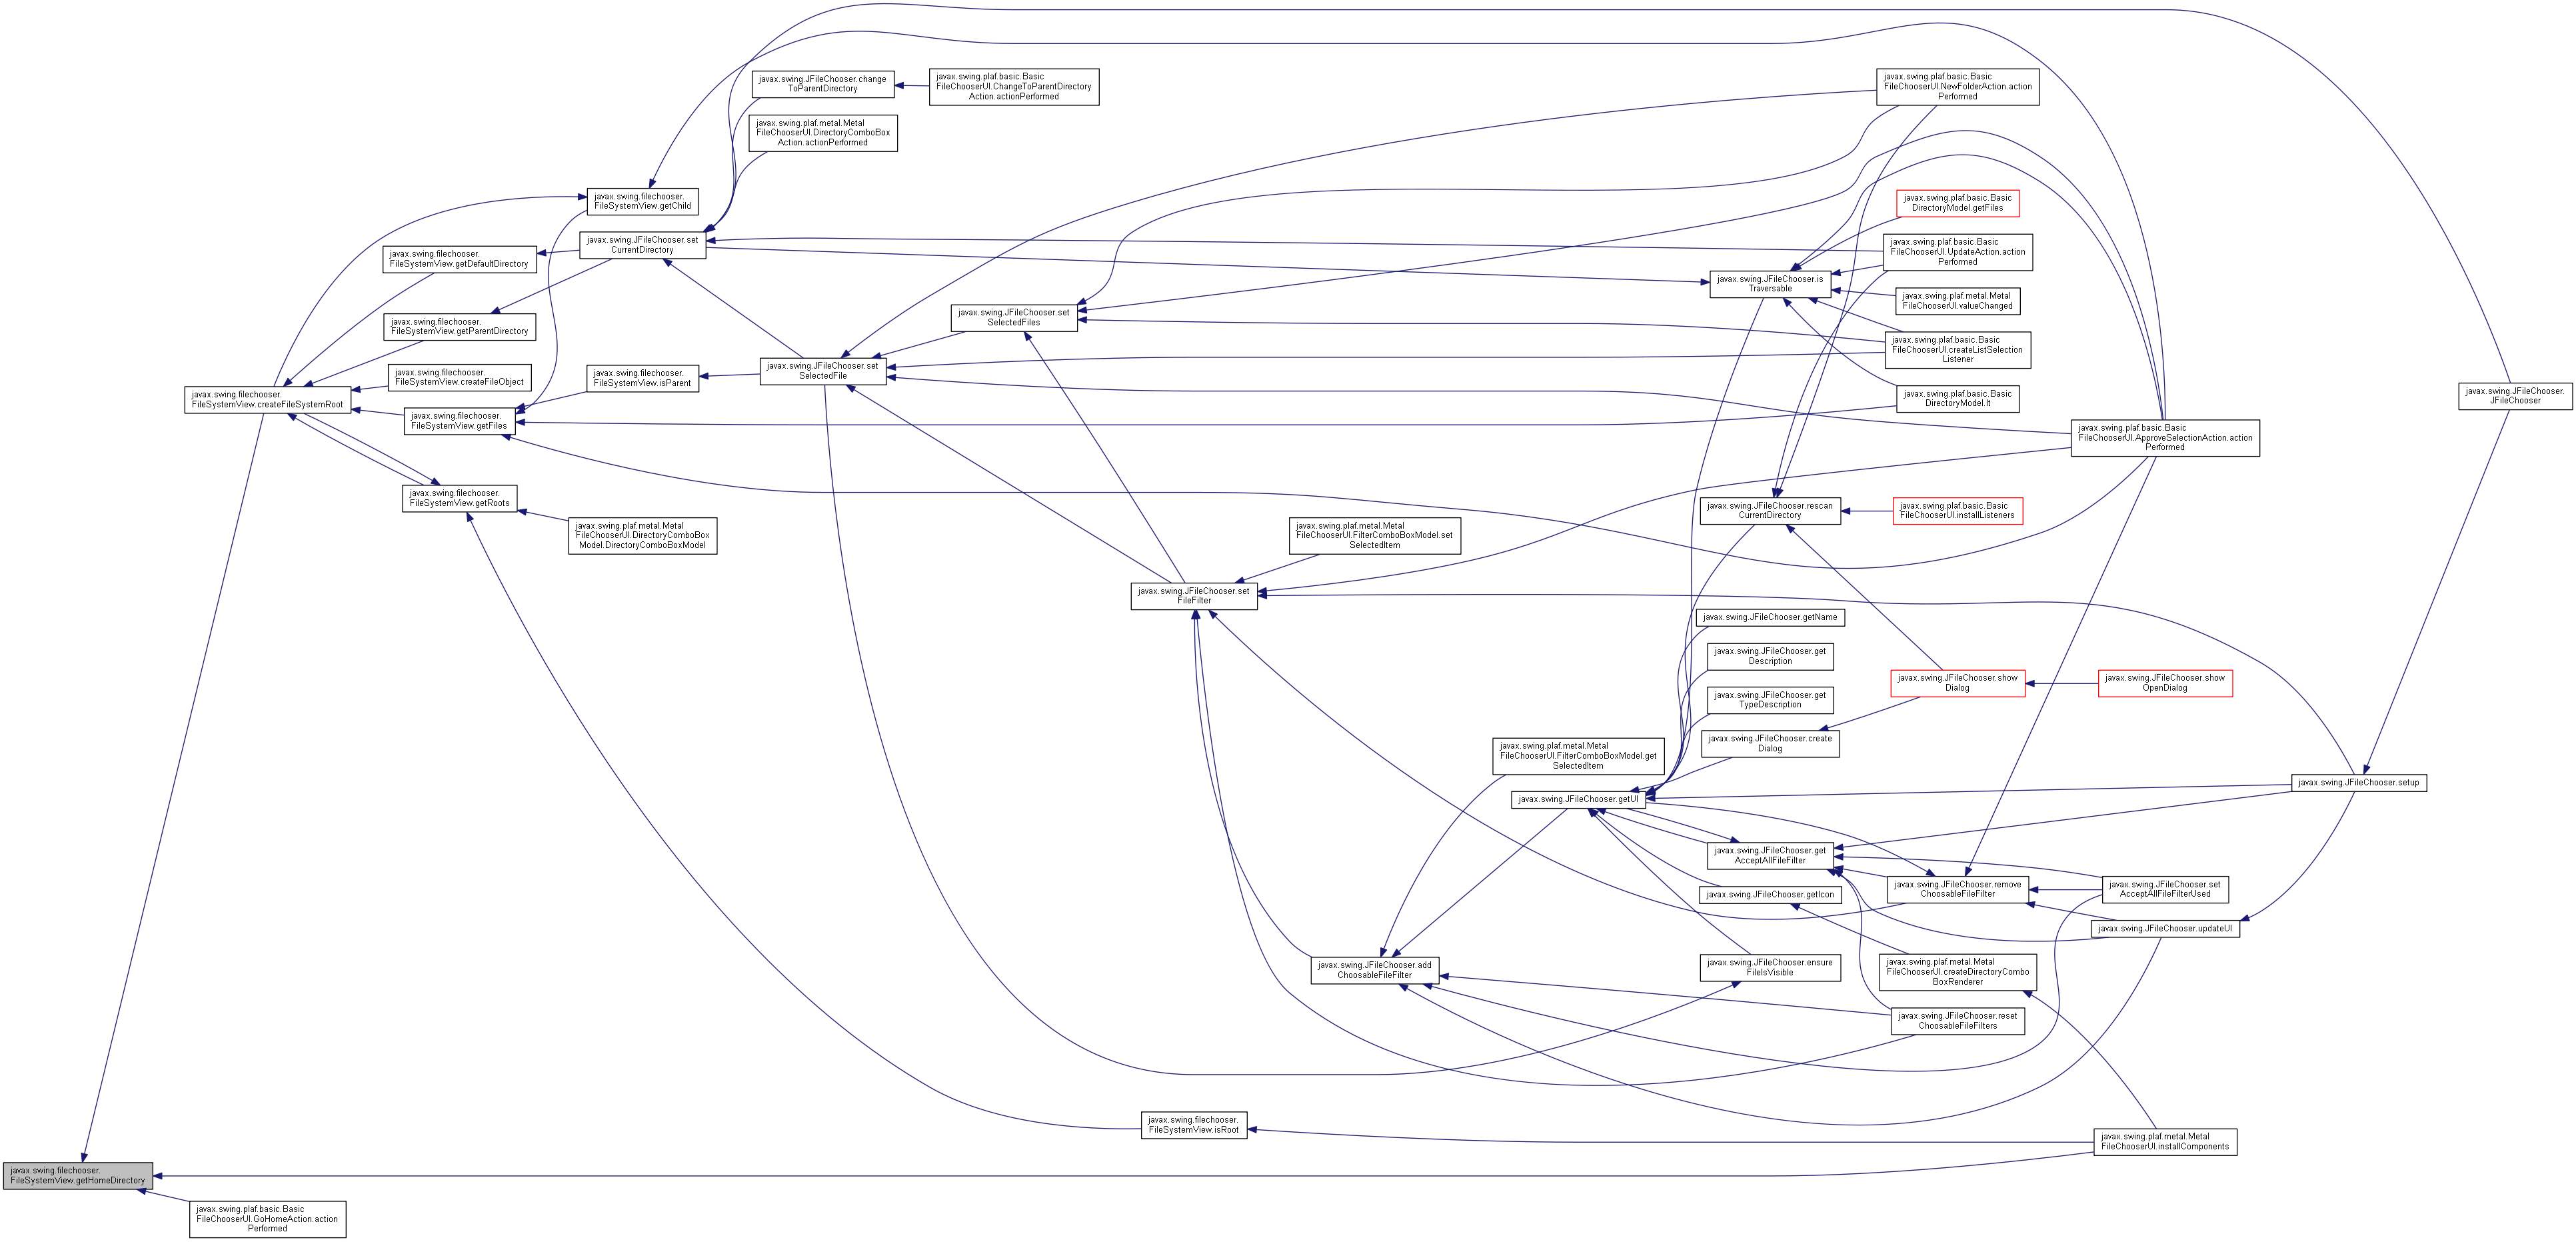 javax.swing.JFileChooser.change
ToParentDirectory
javax.swing.plaf.basic.Basic
FileChooserUI.ChangeToParentDirectory
Action.actionPerformed
javax.swing.plaf.basic.Basic
FileChooserUI.NewFolderAction.action
Performed
javax.swing.plaf.metal.Metal
FileChooserUI.DirectoryComboBox
Action.actionPerformed
javax.swing.filechooser.
FileSystemView.getChild
javax.swing.plaf.basic.Basic
DirectoryModel.getFiles
javax.swing.JFileChooser.set
CurrentDirectory
javax.swing.plaf.basic.Basic
FileChooserUI.UpdateAction.action
Performed
javax.swing.filechooser.
FileSystemView.getDefaultDirectory
javax.swing.JFileChooser.is
Traversable
javax.swing.plaf.metal.Metal
FileChooserUI.valueChanged
javax.swing.JFileChooser.set
SelectedFiles
javax.swing.filechooser.
FileSystemView.getParentDirectory
javax.swing.plaf.basic.Basic
FileChooserUI.createListSelection
Listener
javax.swing.JFileChooser.set
SelectedFile
javax.swing.filechooser.
FileSystemView.createFileObject
javax.swing.filechooser.
FileSystemView.isParent
javax.swing.filechooser.
FileSystemView.createFileSystemRoot
javax.swing.plaf.basic.Basic
DirectoryModel.lt
javax.swing.JFileChooser.
JFileChooser
javax.swing.filechooser.
FileSystemView.getFiles
javax.swing.plaf.basic.Basic
FileChooserUI.ApproveSelectionAction.action
Performed
javax.swing.filechooser.
FileSystemView.getRoots
javax.swing.JFileChooser.rescan
CurrentDirectory
javax.swing.plaf.basic.Basic
FileChooserUI.installListeners
javax.swing.plaf.metal.Metal
FileChooserUI.DirectoryComboBox
Model.DirectoryComboBoxModel
javax.swing.plaf.metal.Metal
FileChooserUI.FilterComboBoxModel.set
SelectedItem
javax.swing.JFileChooser.set
FileFilter
javax.swing.JFileChooser.getName
javax.swing.JFileChooser.get
Description
javax.swing.JFileChooser.show
Dialog
javax.swing.JFileChooser.show
OpenDialog
javax.swing.JFileChooser.get
TypeDescription
javax.swing.JFileChooser.create
Dialog
javax.swing.plaf.metal.Metal
FileChooserUI.FilterComboBoxModel.get
SelectedItem
javax.swing.JFileChooser.setup
javax.swing.JFileChooser.getUI
javax.swing.JFileChooser.get
AcceptAllFileFilter
javax.swing.JFileChooser.remove
ChoosableFileFilter
javax.swing.JFileChooser.set
AcceptAllFileFilterUsed
javax.swing.JFileChooser.getIcon
javax.swing.JFileChooser.updateUI
javax.swing.JFileChooser.add
ChoosableFileFilter
javax.swing.JFileChooser.ensure
FileIsVisible
javax.swing.plaf.metal.Metal
FileChooserUI.createDirectoryCombo
BoxRenderer
javax.swing.JFileChooser.reset
ChoosableFileFilters
javax.swing.filechooser.
FileSystemView.isRoot
javax.swing.plaf.metal.Metal
FileChooserUI.installComponents
javax.swing.filechooser.
FileSystemView.getHomeDirectory
javax.swing.plaf.basic.Basic
FileChooserUI.GoHomeAction.action
Performed